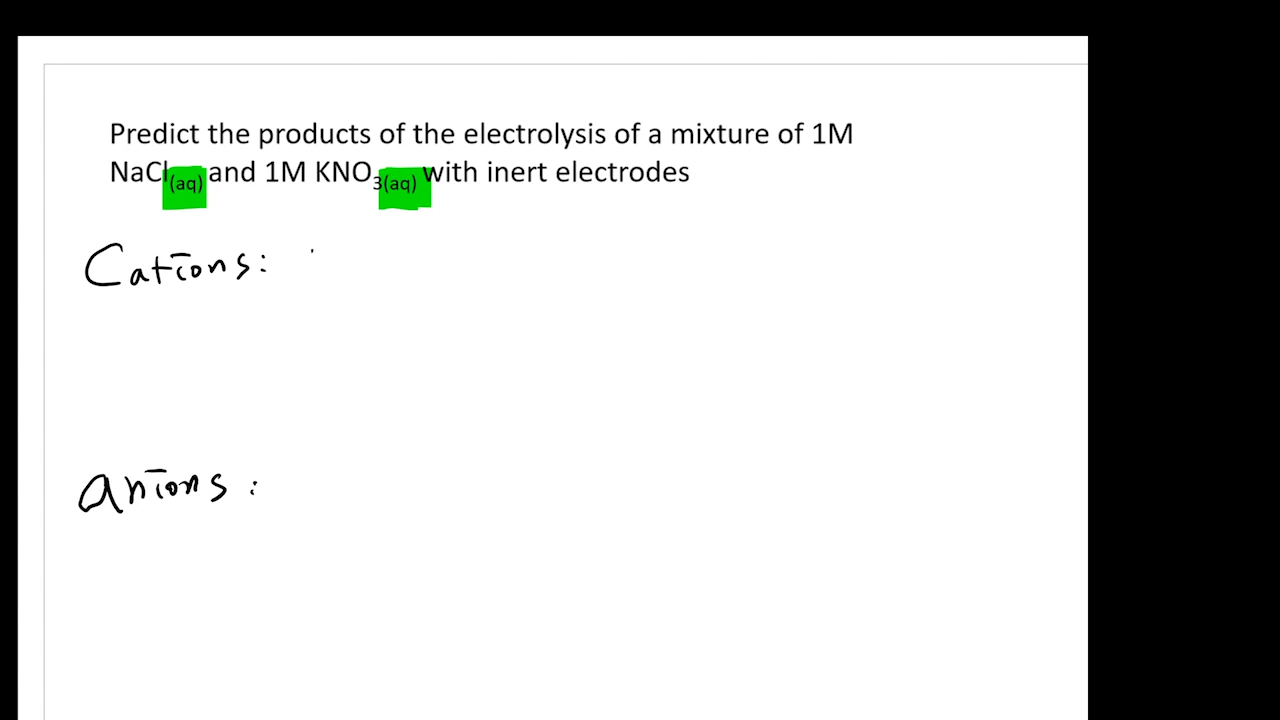 Predict the products of the electrolysis of a mixture of 1M
NaCl(aq) and 1M KNO3(aq) with inert electrodes
Cations:
anions: